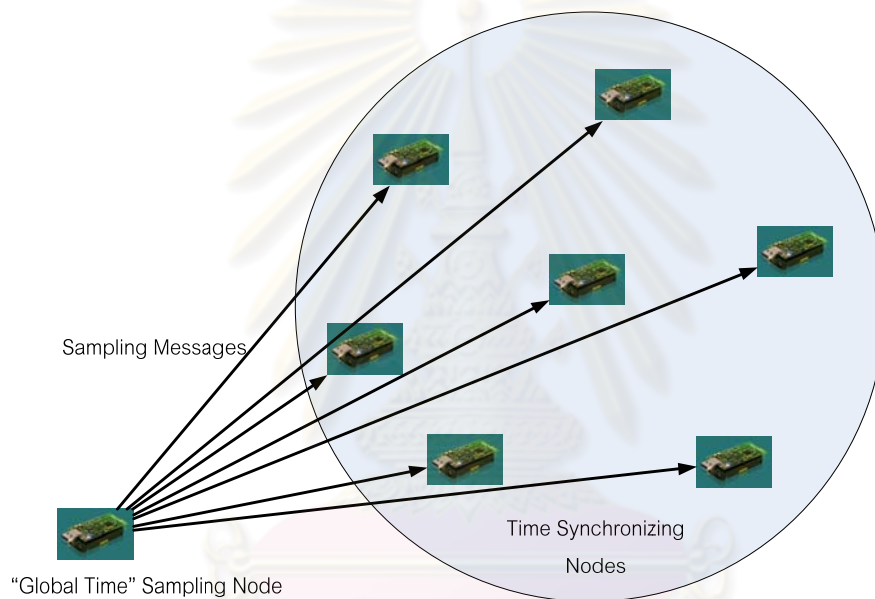 Sampling Messages
Time Synchronizing
Nodes
“Global Time” Sampling Node